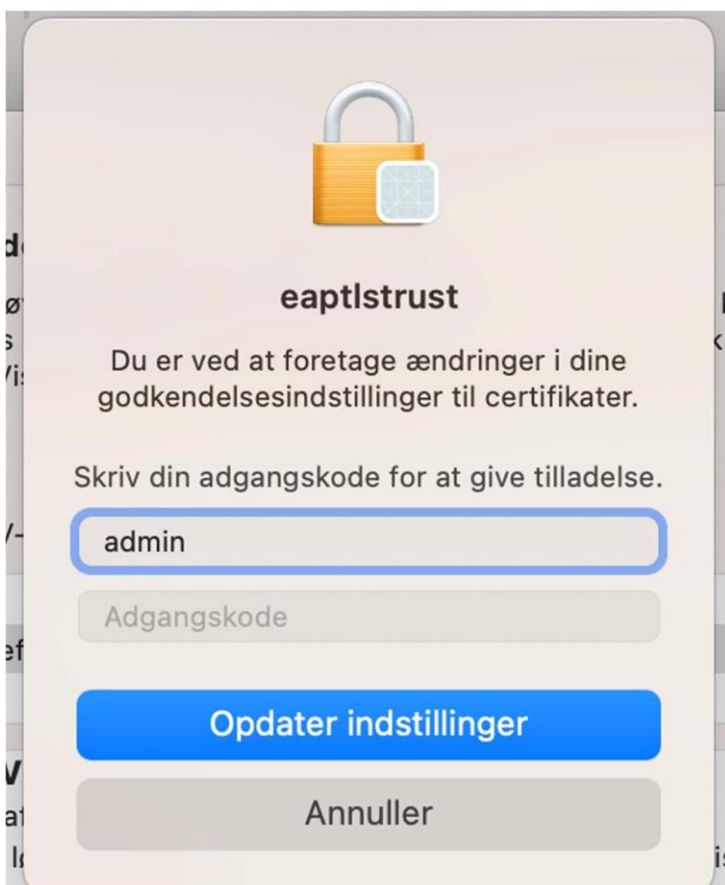 eaptlstrust
Du er ved at foretage ændringer i dine
godkendelsesindstillinger til certifikater.
Skriv din adgangskode for at give tilladelse.
admin
Adgangskode
Opdater indstillinger
Annuller